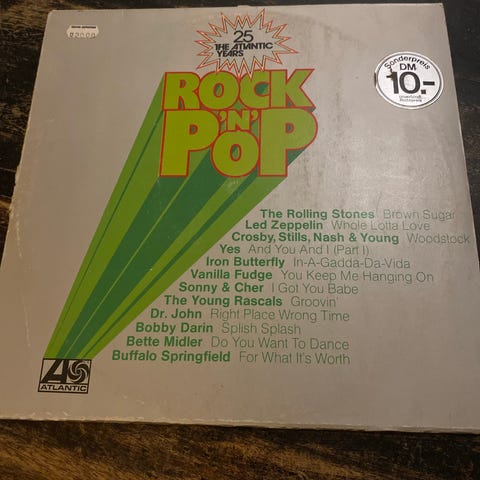 25
THE ATLANTIC
YEARS
ROCK
'N'
POP
Sonderpreis
DM
10.-
The Rolling Stones Brown Sugar
Led Zeppelin Whole Lotta Love
Crosby, Stills, Nash & Young Woodstock
Yes And You And I (Part I)
Iron Butterfly In-A-Gadda-Da-Vida
Vanilla Fudge You Keep Me Hanging On
Sonny & Cher I Got You Babe
The Young Rascals Groovin'
Dr. John Right Place Wrong Time
Bobby Darin Splish Splash
Bette Midler Do You Want To Dance
Buffalo Springfield For What It's Worth
ATLANTIC